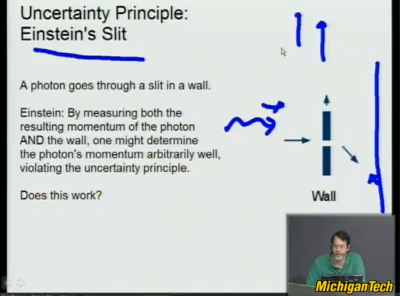 Uncertainty Principle:
Einstein's Slit
A photon goes through a slit in a wall.
Einstein: By measuring both the
resulting momentum of the photon
AND the wall, one might determine
the photon's momentum arbitrarily well,
violating the uncertainty principle.
Does this work?
Wall
MichiganTech